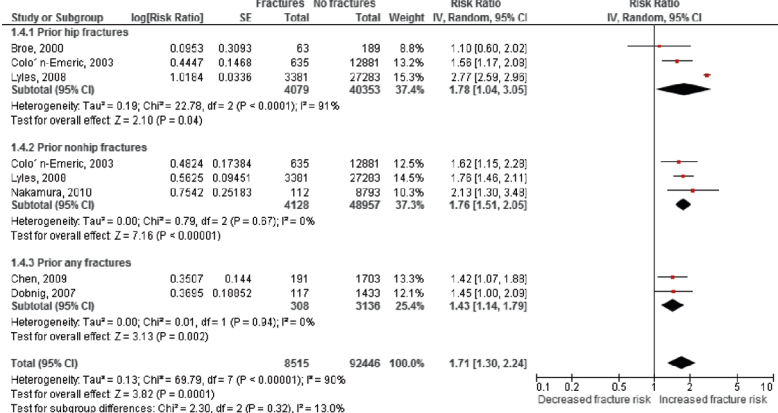 Fractures No fractures Risk Ratio Risk Ratio
Study or Subgroup log[Risk Ratio] SE Total Total Weight IV, Random, 95% CI IV, Random, 95% CI
1.4.1 Prior hip fractures
Broe, 2000 0.0953 0.3093 63 189 8.8% 1.10 [0.60, 2.02]
Colo´n-Emeric, 2003 0.4447 0.1468 635 12881 13.2% 1.56 [1.17, 2.08]
Lyles, 2008 1.0184 0.0336 3381 27283 15.3% 2.77 [2.59, 2.96]
Subtotal (95% CI) 4079 40353 37.4% 1.78 [1.04, 3.05]
Heterogeneity: Tau² = 0.19; Chi² = 22.78, df = 2 (P < 0.0001); I² = 91%
Test for overall effect: Z = 2.10 (P = 0.04)
1.4.2 Prior nonhip fractures
Colo´n-Emeric, 2003 0.4824 0.17384 635 12881 12.5% 1.62 [1.15, 2.28]
Lyles, 2008 0.5625 0.09451 3381 27283 14.5% 1.76 [1.46, 2.11]
Nakamura, 2010 0.7542 0.25183 112 8793 10.3% 2.13 [1.30, 3.48]
Subtotal (95% CI) 4128 48957 37.3% 1.76 [1.51, 2.05]
Heterogeneity: Tau² = 0.00; Chi² = 0.79, df = 2 (P = 0.67); I² = 0%
Test for overall effect: Z = 7.16 (P < 0.00001)
1.4.3 Prior any fractures
Chen, 2009 0.3507 0.144 191 1703 13.3% 1.42 [1.07, 1.88]
Dobnig, 2007 0.3695 0.18852 117 1433 12.1% 1.45 [1.00, 2.09]
Subtotal (95% CI) 308 3136 25.4% 1.43 [1.14, 1.79]
Heterogeneity: Tau² = 0.00; Chi² = 0.01, df = 1 (P = 0.94); I² = 0%
Test for overall effect: Z = 3.13 (P = 0.002)
Total (95% CI) 8515 92446 100.0% 1.71 [1.30, 2.24]
Heterogeneity: Tau² = 0.13; Chi² = 69.79, df = 7 (P < 0.00001); I² = 90%
Test for overall effect: Z = 3.82 (P = 0.0001)
Test for subgroup differences: Chi² = 2.30, df = 2 (P = 0.32), I² = 13.0%
0.1 0.2 0.5 1 2 5 10
Decreased fracture risk Increased fracture risk